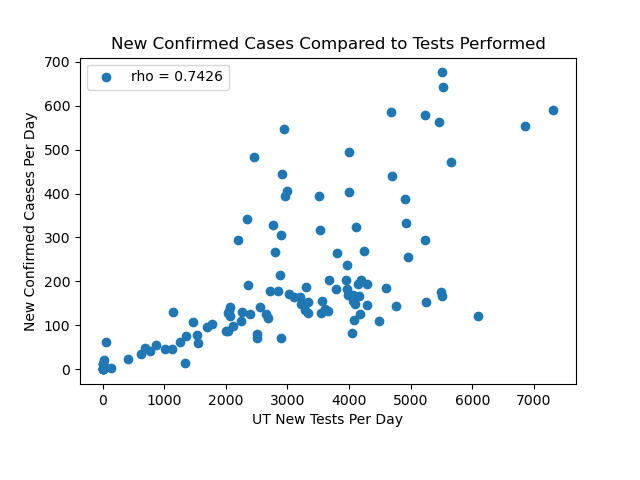 New Confirmed Cases Compared to Tests Performed
rho = 0.7426
700
600
500
400
300
200
100
0
New Confirmed Caeses Per Day
0 1000 2000 3000 4000 5000 6000 7000
UT New Tests Per Day